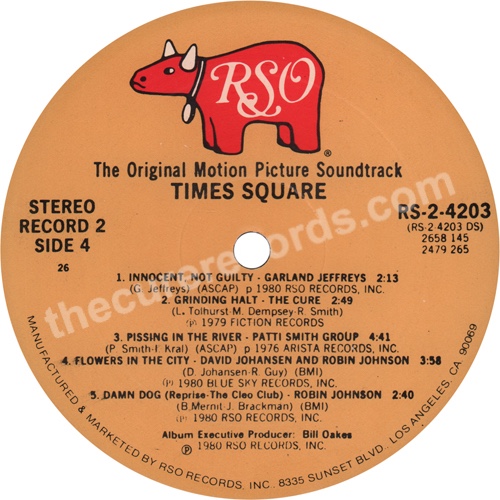 RSO
®
The Original Motion Picture Soundtrack
TIMES SQUARE
STEREO
RECORD 2
SIDE 4
26
RS-2-4203
(RS-2 4203 DS)
2658 145
2479 265
1. INNOCENT, NOT GUILTY - GARLAND JEFFREYS 2:13
(G. Jeffreys) (ASCAP) ℗ 1980 RSO RECORDS, INC.
2. GRINDING HALT - THE CURE 2:49
(L. Tolhurst-M. Dempsey-R. Smith)
℗ 1979 FICTION RECORDS
3. PISSING IN THE RIVER - PATTI SMITH GROUP 4:41
(P. Smith-I. Kral) (ASCAP) ℗ 1976 ARISTA RECORDS, INC.
4. FLOWERS IN THE CITY - DAVID JOHANSEN AND ROBIN JOHNSON 3:58
(D. Johansen-R. Guy) (BMI)
℗ 1980 BLUE SKY RECORDS, INC.
5. DAMN DOG (Reprise-The Cleo Club) - ROBIN JOHNSON 2:40
(B. Mernit-J. Brackman) (BMI)
℗ 1980 RSO RECORDS, INC.
Album Executive Producer: Bill Oakes
℗ 1980 RSO RECORDS, INC.
MANUFACTURED & MARKETED BY RSO RECORDS, INC. 8335 SUNSET BLVD., LOS ANGELES, CA. 90069
thecurerecords.com